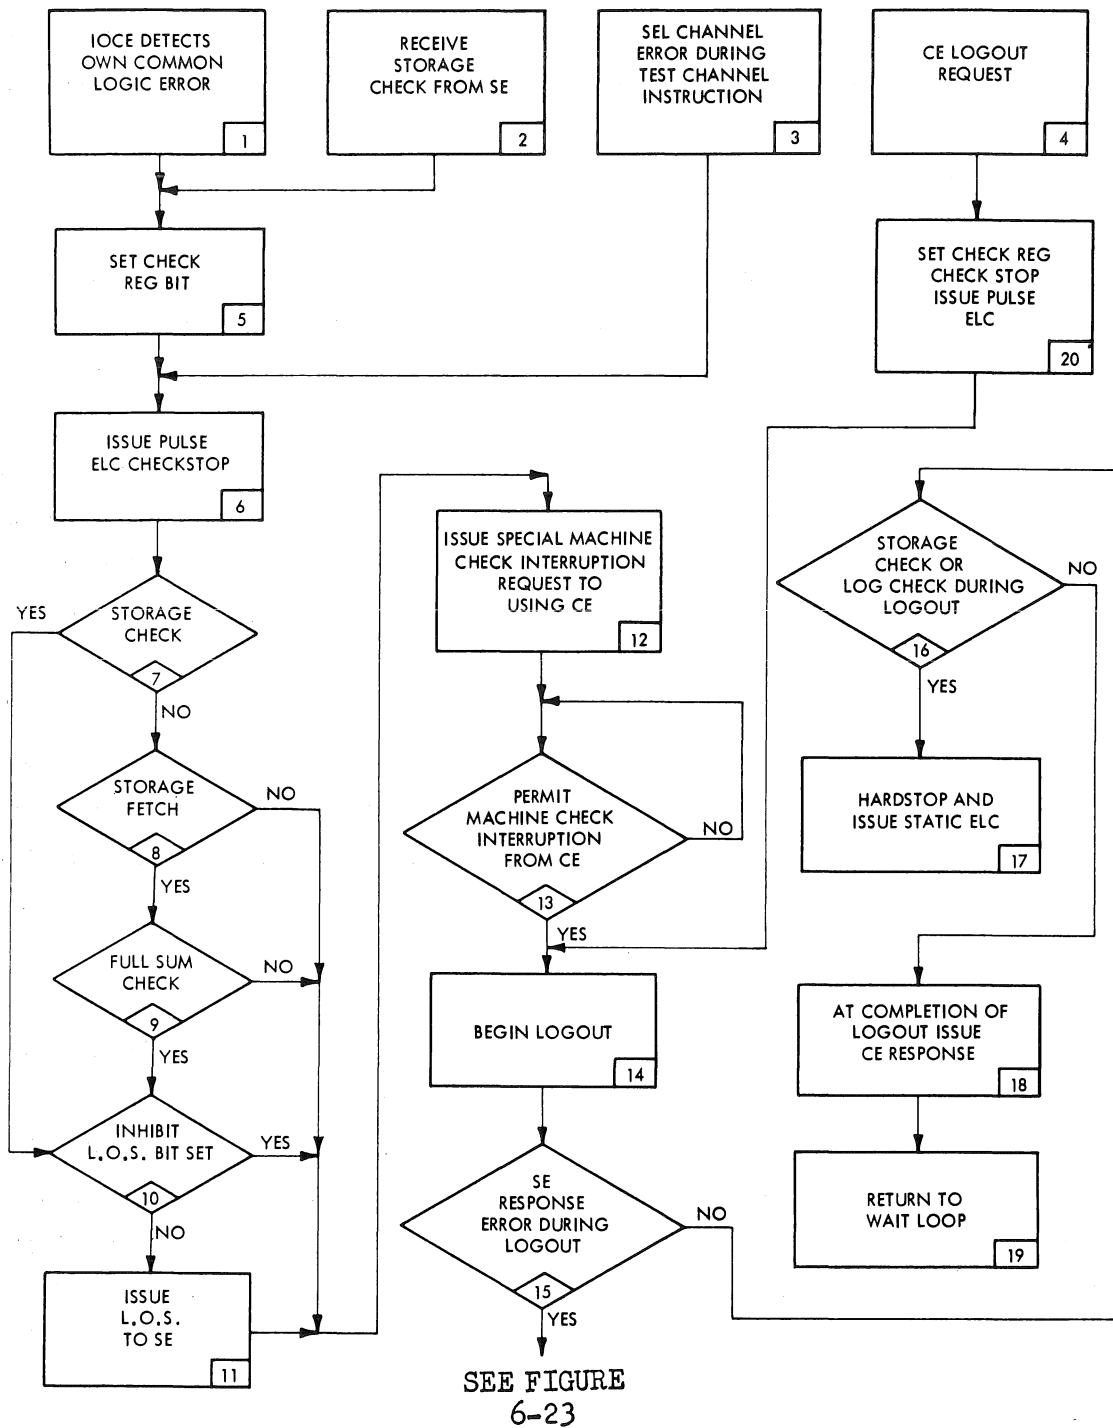 IOCE DETECTS
OWN COMMON
LOGIC ERROR
1
RECEIVE
STORAGE
CHECK FROM SE
2
SEL CHANNEL
ERROR DURING
TEST CHANNEL
INSTRUCTION
3
CE LOGOUT
REQUEST
4
SET CHECK
REG BIT
5
SET CHECK REG
CHECK STOP
ISSUE PULSE
ELC
20
ISSUE PULSE
ELC CHECKSTOP
6
STORAGE
CHECK
7
YES
NO
STORAGE
FETCH
8
NO
YES
FULL SUM
CHECK
9
NO
YES
INHIBIT
L.O.S. BIT SET
10
YES
NO
ISSUE
L.O.S.
TO SE
11
ISSUE SPECIAL MACHINE
CHECK INTERRUPTION
REQUEST TO
USING CE
12
PERMIT
MACHINE CHECK
INTERRUPTION
FROM CE
13
NO
YES
BEGIN LOGOUT
14
SE
RESPONSE
ERROR DURING
LOGOUT
15
NO
YES
SEE FIGURE
6-23
STORAGE
CHECK OR
LOG CHECK DURING
LOGOUT
16
NO
YES
HARDSTOP AND
ISSUE STATIC ELC
17
AT COMPLETION OF
LOGOUT ISSUE
CE RESPONSE
18
RETURN TO
WAIT LOOP
19